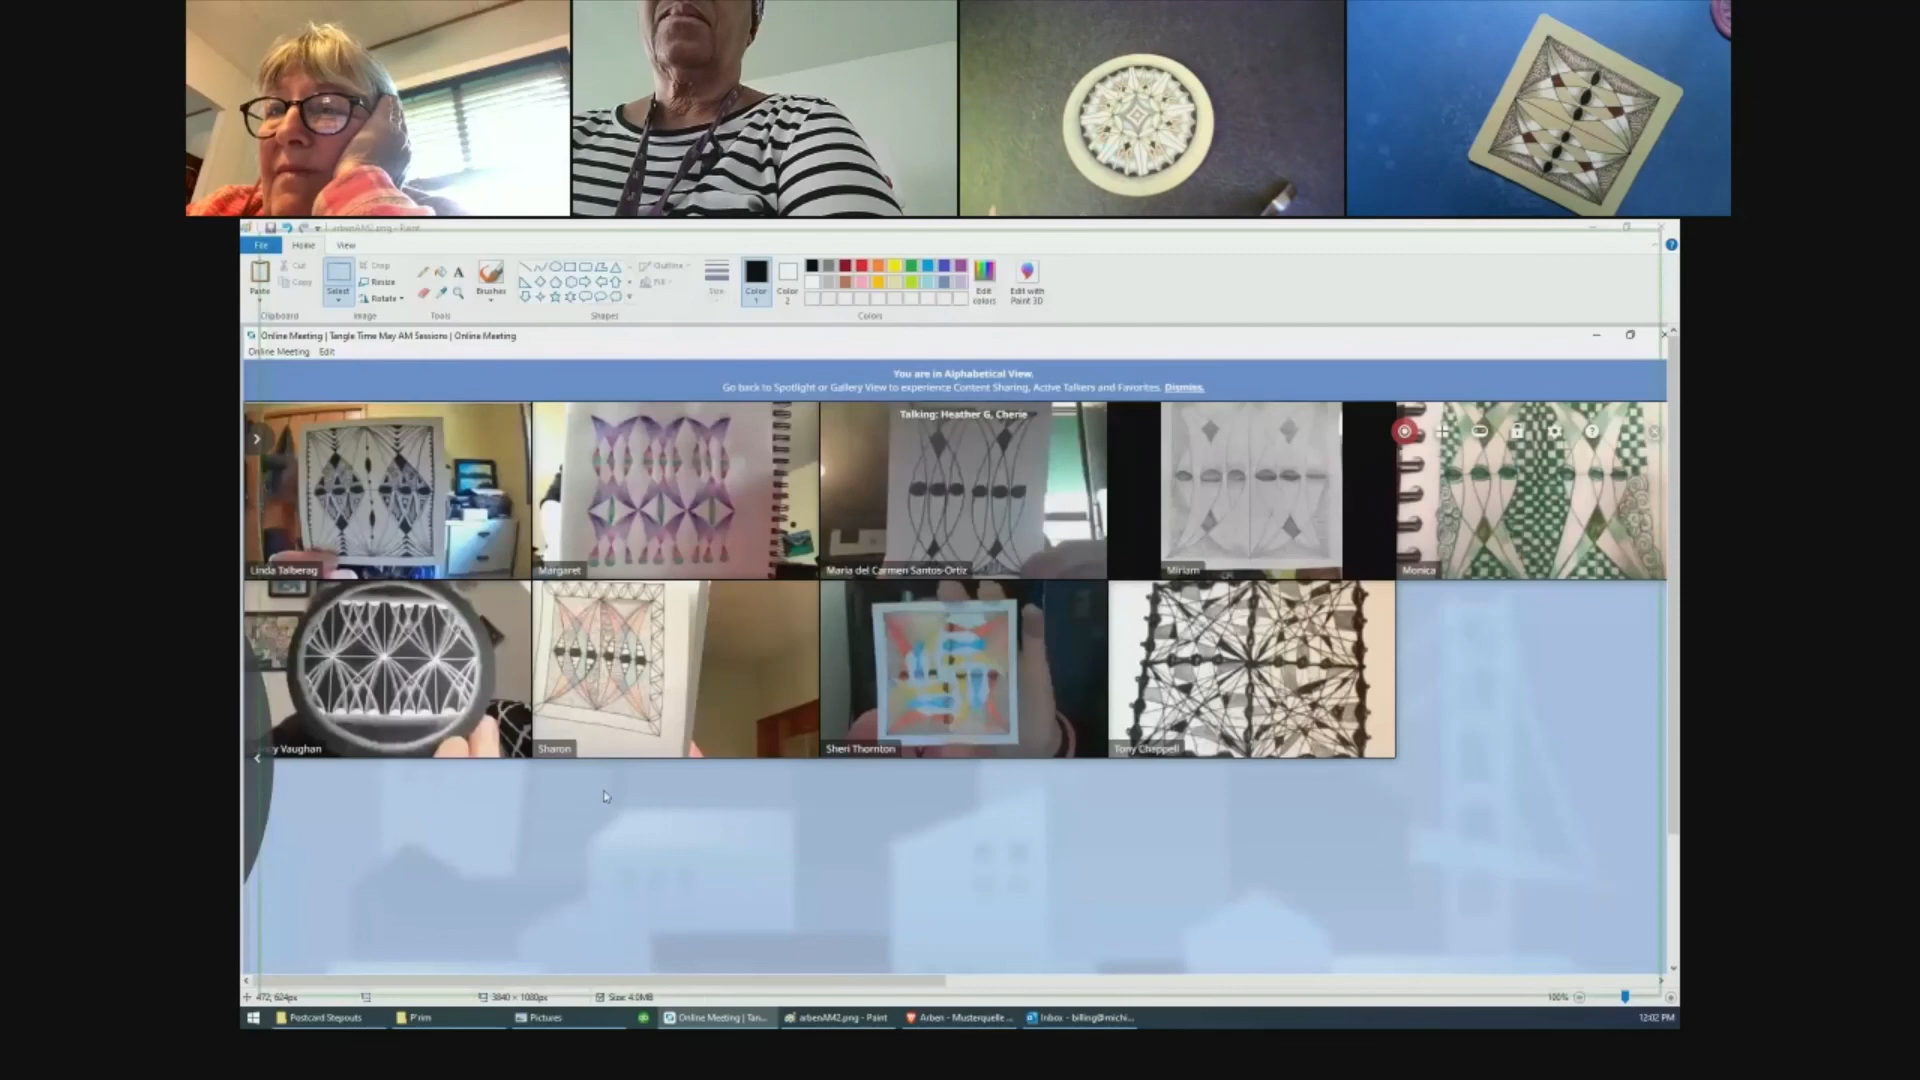 arbenAM2.png - Paint
File Home View
Paste
Cut
Copy
Clipboard
Select
Crop
Resize
Rotate
Image
A
Tools
Brushes
Outline
Fill
Shapes
Size
Color 1
Color 2
Edit colors
Edit with Paint 3D
Colors
Online Meeting | Tangle Time May AM Sessions | Online Meeting
Online Meeting Edit
You are in Alphabetical View.
Go back to Spotlight or Gallery View to experience Content Sharing, Active Talkers and Favorites. Dismiss.
Talking: Heather G, Cherie
Linda Talberag
Margaret
Maria del Carmen Santos-Ortiz
Miriam
Monica
Vaughan
Sharon
Sheri Thornton
Tony Chappell
472, 624px
3840 × 1080px
Size: 4.0MB
100%
Postcard Stepouts
P'rim
Pictures
Online Meeting | Tan...
arbenAM2.png - Paint
Arben - Musterquelle ...
Inbox - billing@michi...
12:02 PM